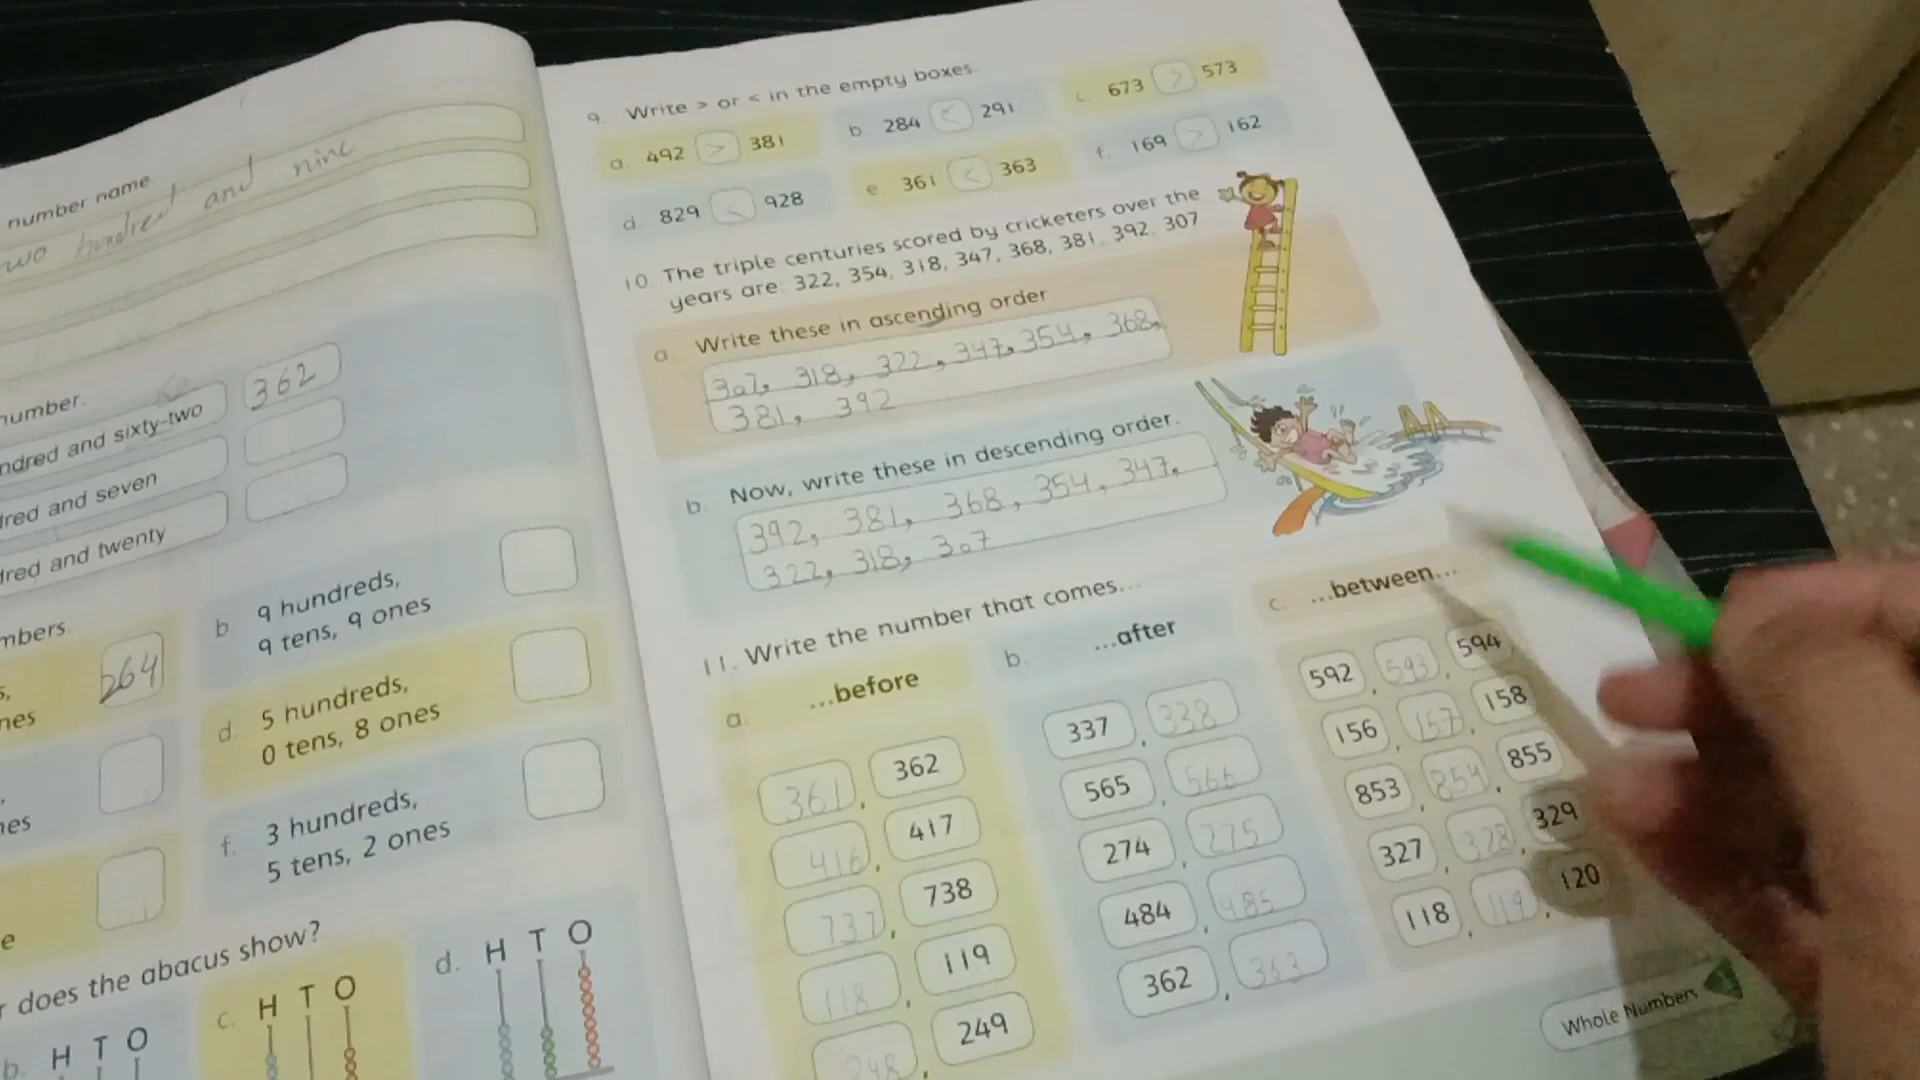 number name
two hundred and nine
number.
ndred and sixty-two 362
dred and seven
dred and twenty
mbers.
264
nes
b. 9 hundreds,
9 tens, 9 ones
d. 5 hundreds,
0 tens, 8 ones
nes
f. 3 hundreds,
5 tens, 2 ones
e
does the abacus show?
b. H T O
c. H T O
d. H T O
9. Write > or < in the empty boxes.
a. 492 > 381
b. 284 < 291
c. 673 > 573
d. 829 < 928
e. 361 < 363
f. 169 > 162
10. The triple centuries scored by cricketers over the
years are: 322, 354, 318, 347, 368, 381, 392, 307
a. Write these in ascending order
307, 318, 322, 347, 354, 368,
381, 392
b. Now, write these in descending order.
392, 381, 368, 354, 347,
322, 318, 307
11. Write the number that comes...
a. ...before
361, 362
416, 417
737, 738
118, 119
248, 249
b. ...after
337, 338
565, 566
274, 275
484, 485
362, 363
c. ...between...
592, 593, 594
156, 157, 158
853, 854, 855
327, 328, 329
118, 119, 120
Whole Numbers